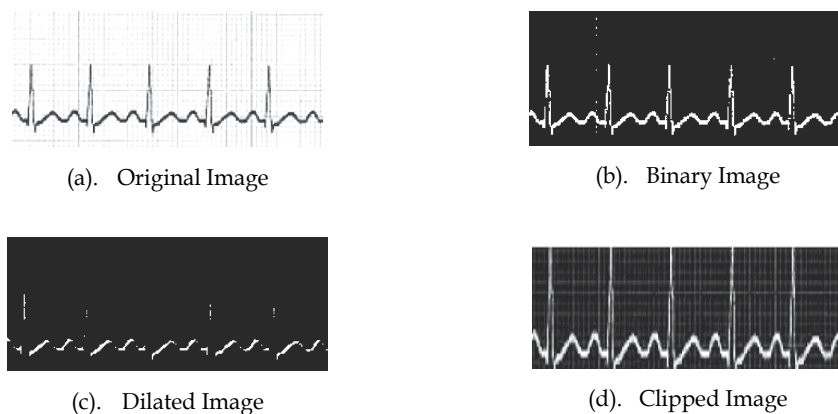 (a). Original Image
(b). Binary Image
(c). Dilated Image
(d). Clipped Image